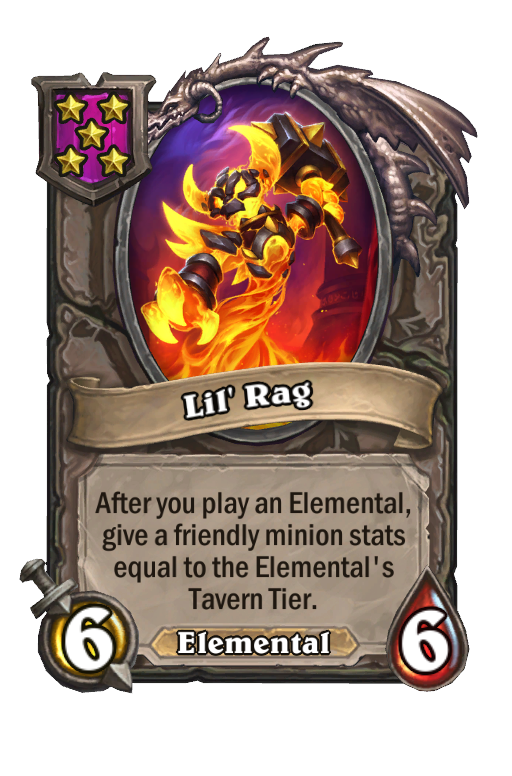 Lil' Rag
After you play an Elemental,
give a friendly minion stats
equal to the Elemental's
Tavern Tier.
6
Elemental
6